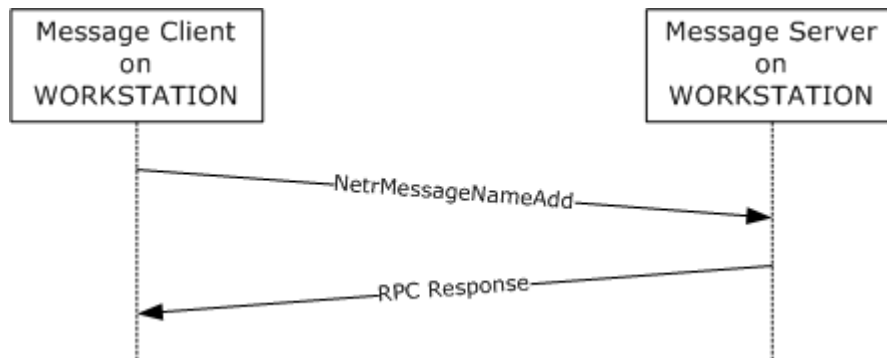 Message Client
on
WORKSTATION
Message Server
on
WORKSTATION
NetrMessageNameAdd
RPC Response